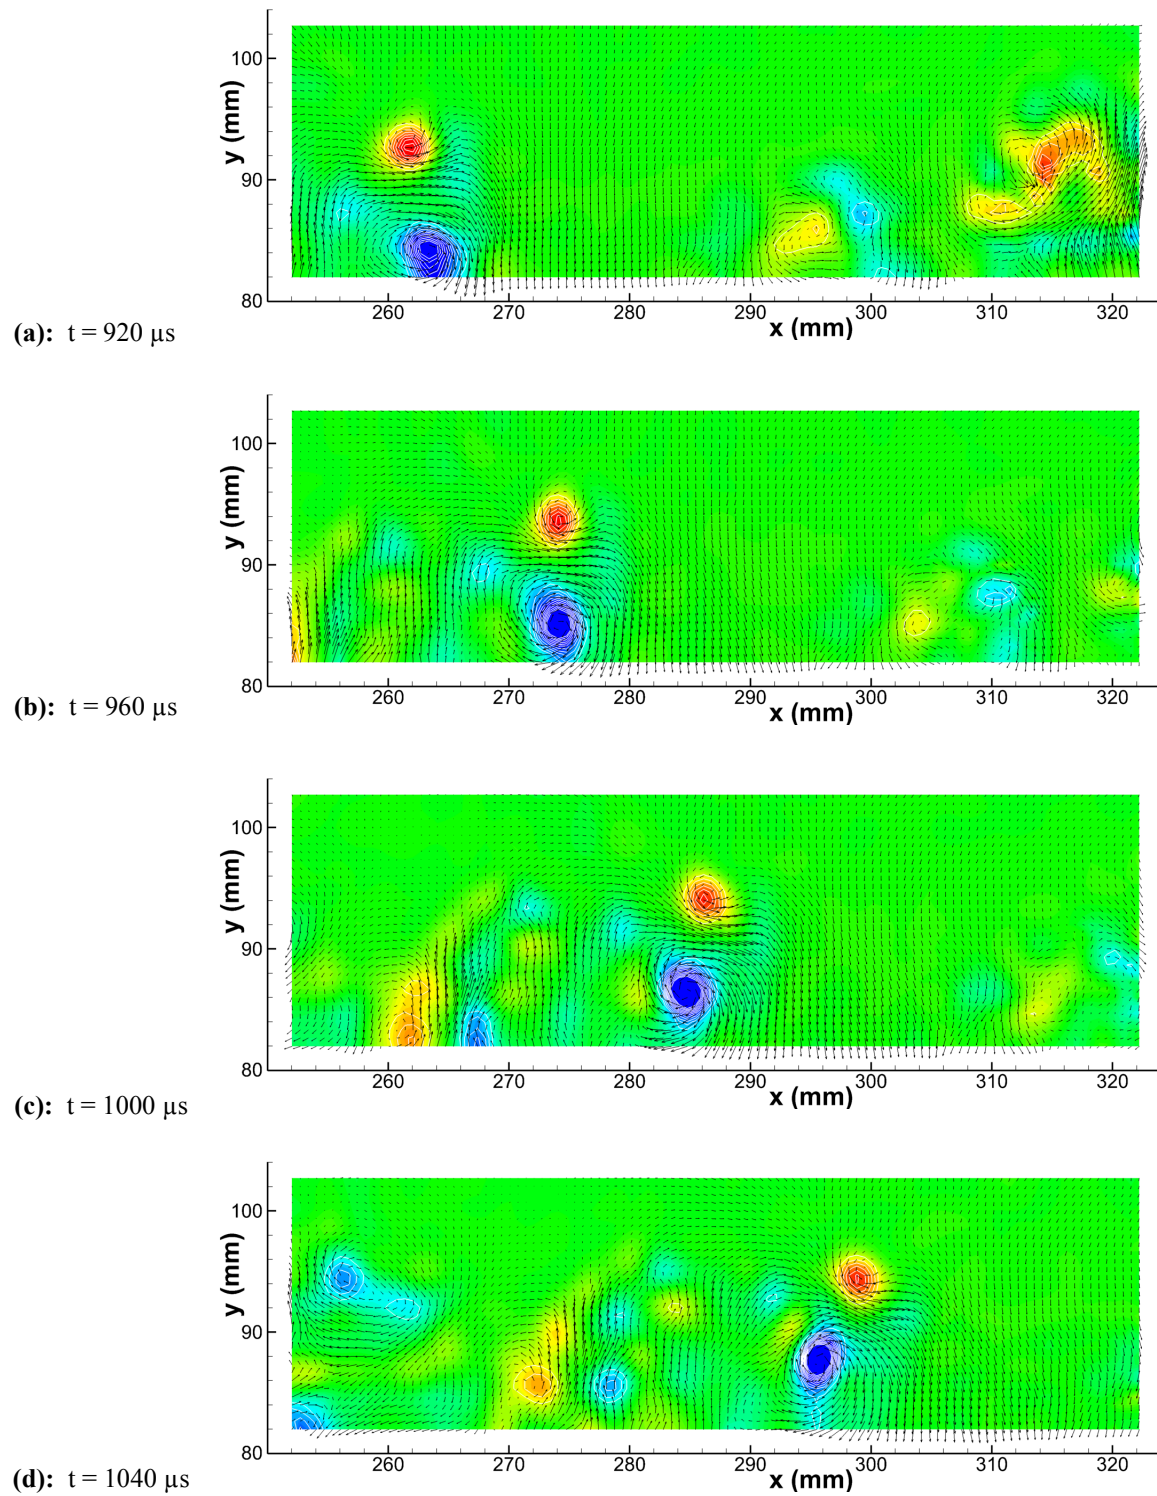 100
90
80
y (mm)
260 270 280 290 300 310 320
x (mm)
(a): t = 920 µs
100
90
80
y (mm)
260 270 280 290 300 310 320
x (mm)
(b): t = 960 µs
100
90
80
y (mm)
260 270 280 290 300 310 320
x (mm)
(c): t = 1000 µs
100
90
80
y (mm)
260 270 280 290 300 310 320
x (mm)
(d): t = 1040 µs